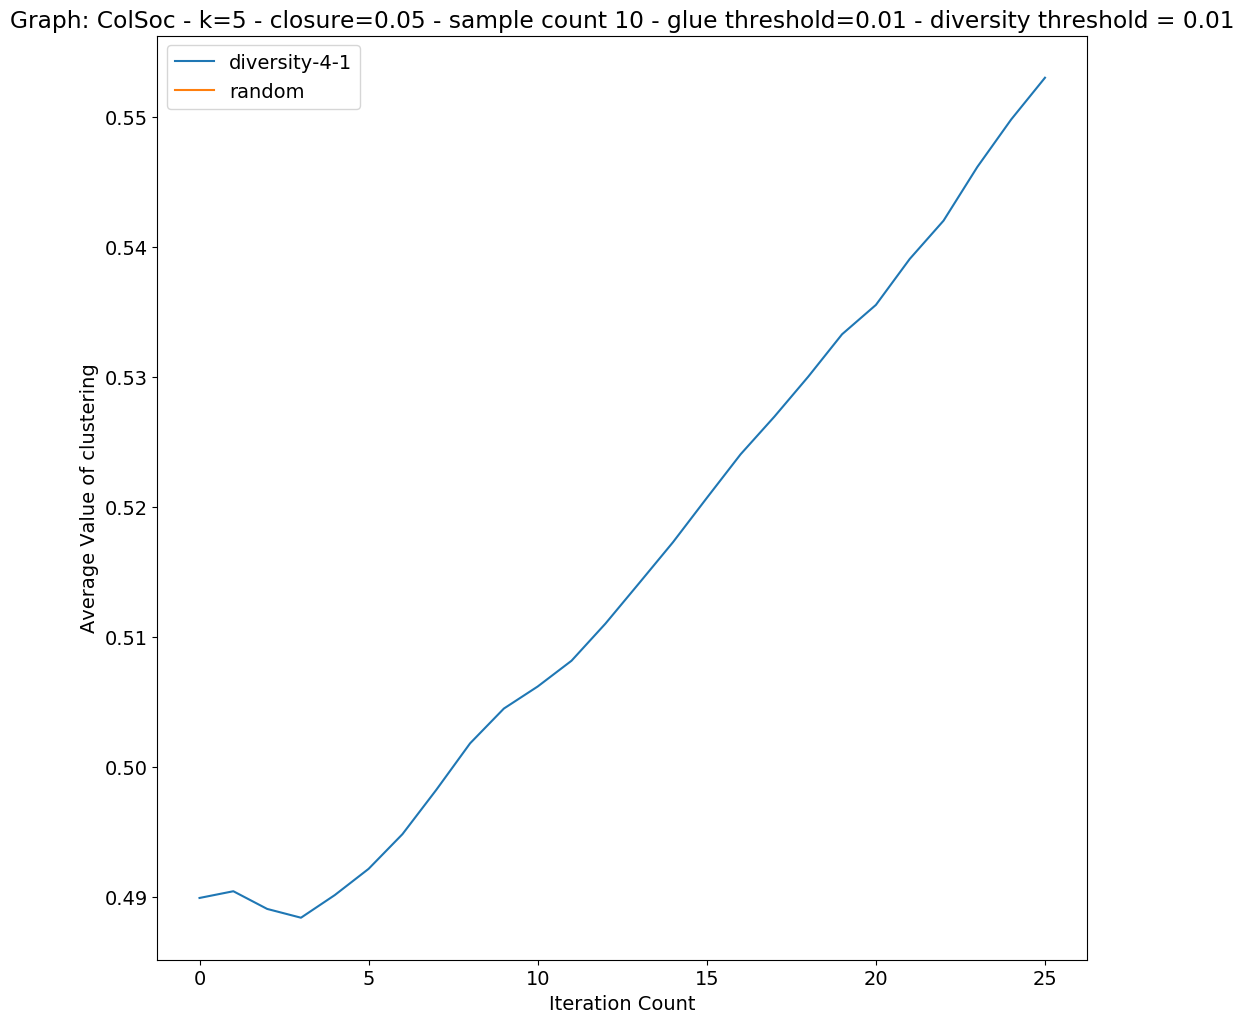 Graph: ColSoc - k=5 - closure=0.05 - sample count 10 - glue threshold=0.01 - diversity threshold = 0.01
diversity-4-1
random
0.55
0.54
0.53
0.52
0.51
0.50
0.49
Average Value of clustering
0 5 10 15 20 25
Iteration Count